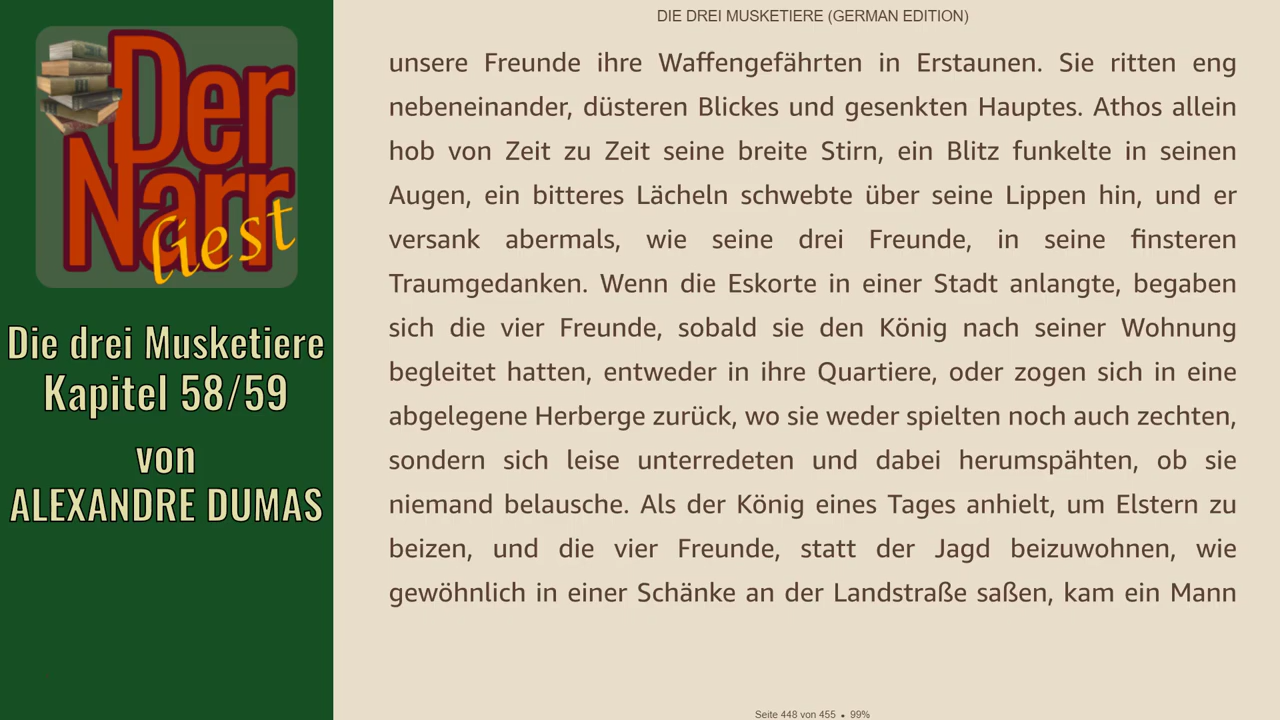 Der
Narr
liest
Die drei Musketiere
Kapitel 58/59
von
ALEXANDRE DUMAS
DIE DREI MUSKETIERE (GERMAN EDITION)
unsere Freunde ihre Waffengefährten in Erstaunen. Sie ritten eng
nebeneinander, düsteren Blickes und gesenkten Hauptes. Athos allein
hob von Zeit zu Zeit seine breite Stirn, ein Blitz funkelte in seinen
Augen, ein bitteres Lächeln schwebte über seine Lippen hin, und er
versank abermals, wie seine drei Freunde, in seine finsteren
Traumgedanken. Wenn die Eskorte in einer Stadt anlangte, begaben
sich die vier Freunde, sobald sie den König nach seiner Wohnung
begleitet hatten, entweder in ihre Quartiere, oder zogen sich in eine
abgelegene Herberge zurück, wo sie weder spielten noch auch zechten,
sondern sich leise unterredeten und dabei herumspähten, ob sie
niemand belausche. Als der König eines Tages anhielt, um Elstern zu
beizen, und die vier Freunde, statt der Jagd beizuwohnen, wie
gewöhnlich in einer Schänke an der Landstraße saßen, kam ein Mann
Seite 448 von 455 • 99%